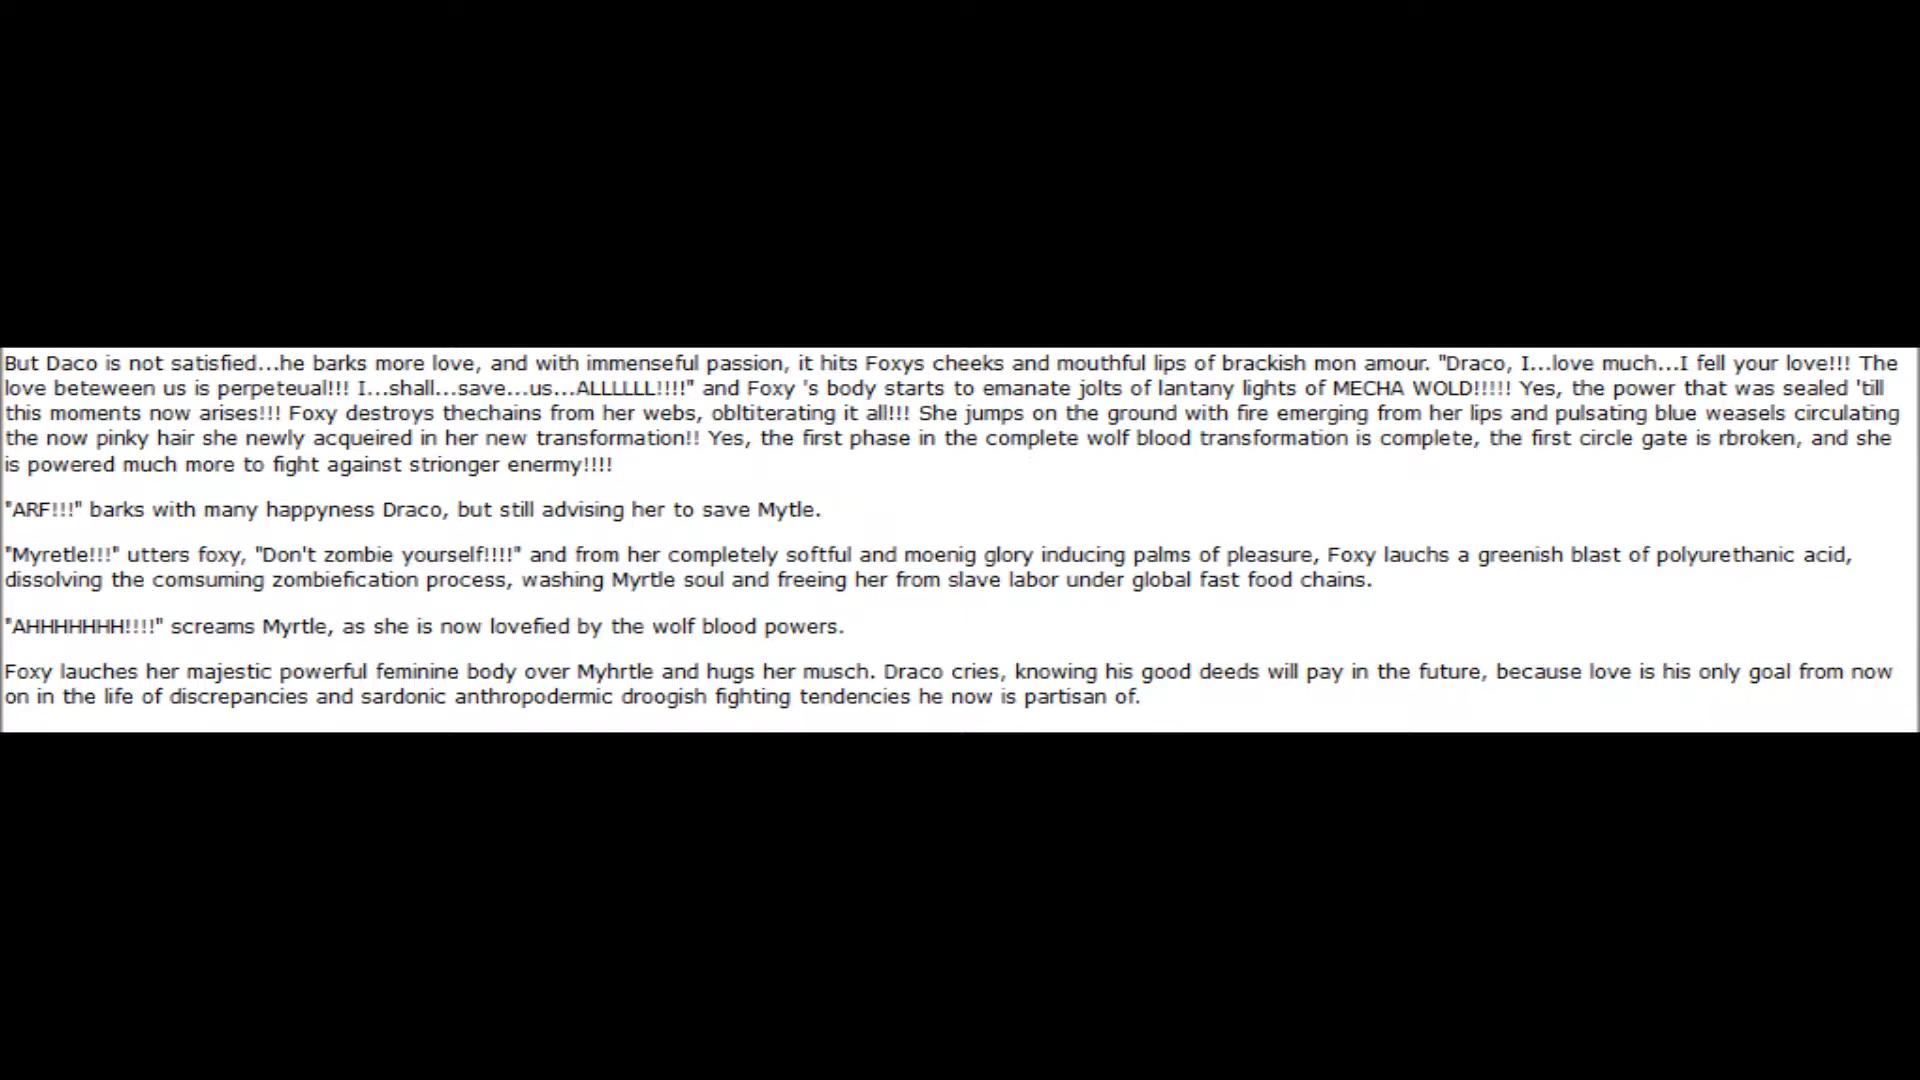 But Daco is not satisfied...he barks more love, and with immenseful passion, it hits Foxys cheeks and mouthful lips of brackish mon amour. "Draco, I...love much...I fell your love!!! The
love beteween us is perpeteual!!! I...shall...save...us...ALLLLLL!!!!" and Foxy 's body starts to emanate jolts of lantany lights of MECHA WOLD!!!!! Yes, the power that was sealed 'till
this moments now arises!!! Foxy destroys thechains from her webs, obltiterating it all!!! She jumps on the ground with fire emerging from her lips and pulsating blue weasels circulating
the now pinky hair she newly acqueired in her new transformation!! Yes, the first phase in the complete wolf blood transformation is complete, the first circle gate is rbroken, and she
is powered much more to fight against strionger enermy!!!!
"ARF!!!" barks with many happyness Draco, but still advising her to save Mytle.
"Myretle!!!" utters foxy, "Don't zombie yourself!!!!" and from her completely softful and moenig glory inducing palms of pleasure, Foxy lauchs a greenish blast of polyurethanic acid,
dissolving the comsuming zombiefication process, washing Myrtle soul and freeing her from slave labor under global fast food chains.
"AHHHHHHH!!!!" screams Myrtle, as she is now lovefied by the wolf blood powers.
Foxy lauches her majestic powerful feminine body over Myhrtle and hugs her musch. Draco cries, knowing his good deeds will pay in the future, because love is his only goal from now
on in the life of discrepancies and sardonic anthropodermic droogish fighting tendencies he now is partisan of.